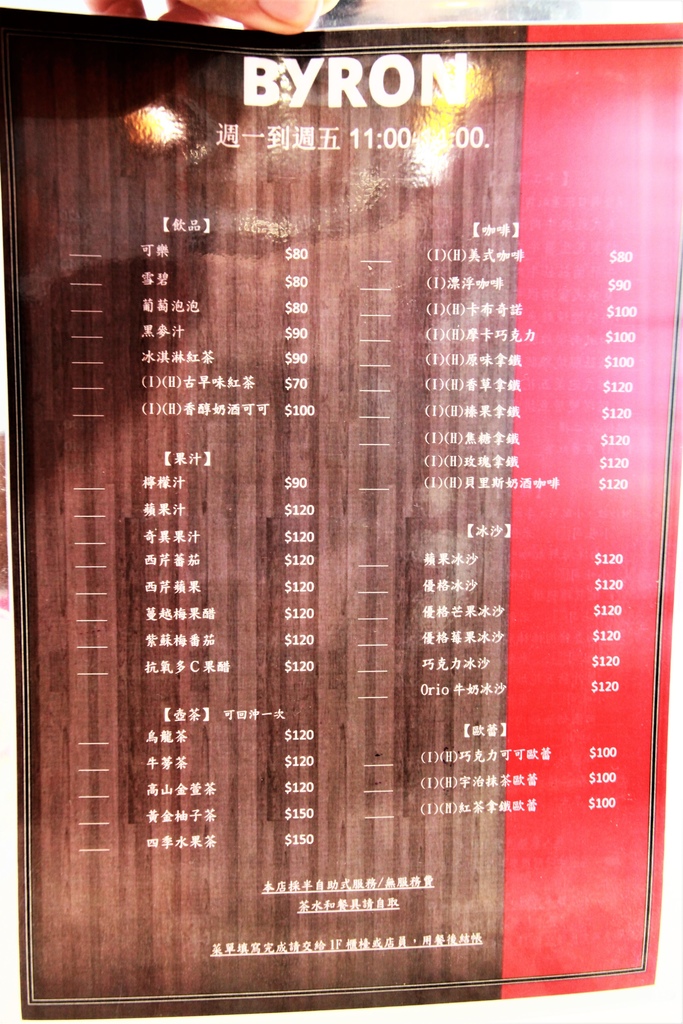 BYRON
週一到週五 11:00-14:00.
【飲品】
可樂 $80
雪碧 $80
葡萄泡泡 $80
黑麥汁 $90
冰淇淋紅茶 $90
(I)(H)古早味紅茶 $70
(I)(H)香醇奶酒可可 $100
【果汁】
檸檬汁 $90
蘋果汁 $120
奇異果汁 $120
西芹蕃茄 $120
西芹蘋果 $120
蔓越梅果醋 $120
紫蘇梅番茄 $120
抗氧多C果醋 $120
【壺茶】 可回沖一次
烏龍茶 $120
牛蒡茶 $120
高山金萱茶 $120
黃金柚子茶 $150
四季水果茶 $150
【咖啡】
(I)(H)美式咖啡 $80
(I)漂浮咖啡 $90
(I)(H)卡布奇諾 $100
(I)(H)摩卡巧克力 $100
(I)(H)原味拿鐵 $100
(I)(H)香草拿鐵 $120
(I)(H)榛果拿鐵 $120
(I)(H)焦糖拿鐵 $120
(I)(H)玫瑰拿鐵 $120
(I)(H)貝里斯奶酒咖啡 $120
【冰沙】
蘋果冰沙 $120
優格冰沙 $120
優格芒果冰沙 $120
優格莓果冰沙 $120
巧克力冰沙 $120
Orio牛奶冰沙 $120
【歐蕾】
(I)(H)巧克力可可歐蕾 $100
(I)(H)宇治抹茶歐蕾 $100
(I)(H)紅茶拿鐵歐蕾 $100
本店採半自助式服務/無服務費
茶水和餐具請自取
菜單填寫完成請交給1F櫃檯或店員，用餐後結帳